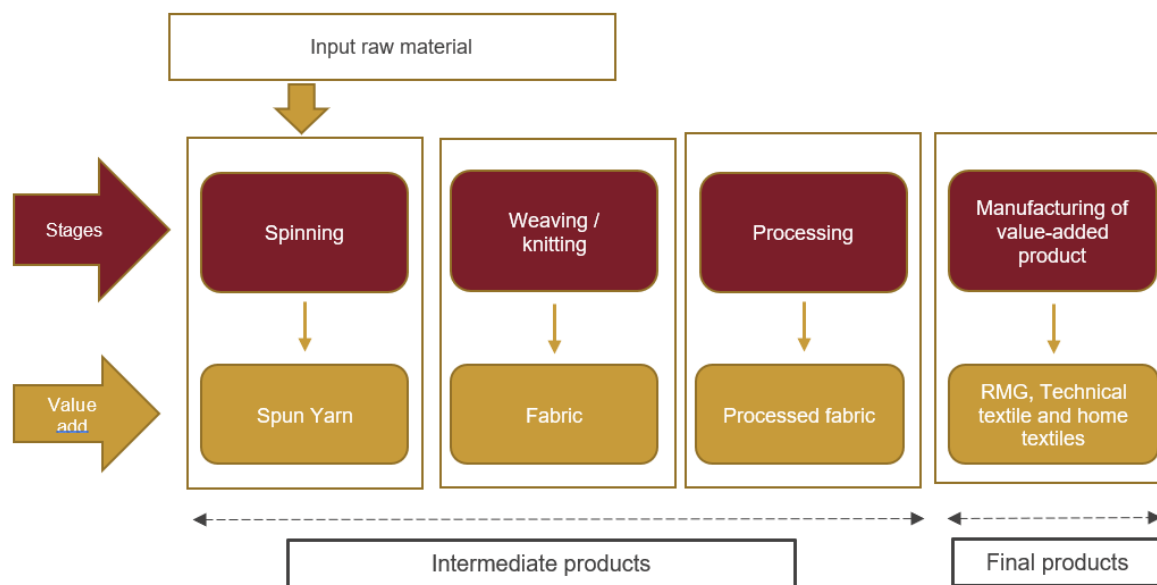 Input raw material
Stages
Spinning
Weaving /
knitting
Processing
Manufacturing of
value-added
product
Value
add
Spun Yarn
Fabric
Processed fabric
RMG, Technical
textile and home
textiles
Intermediate products
Final products